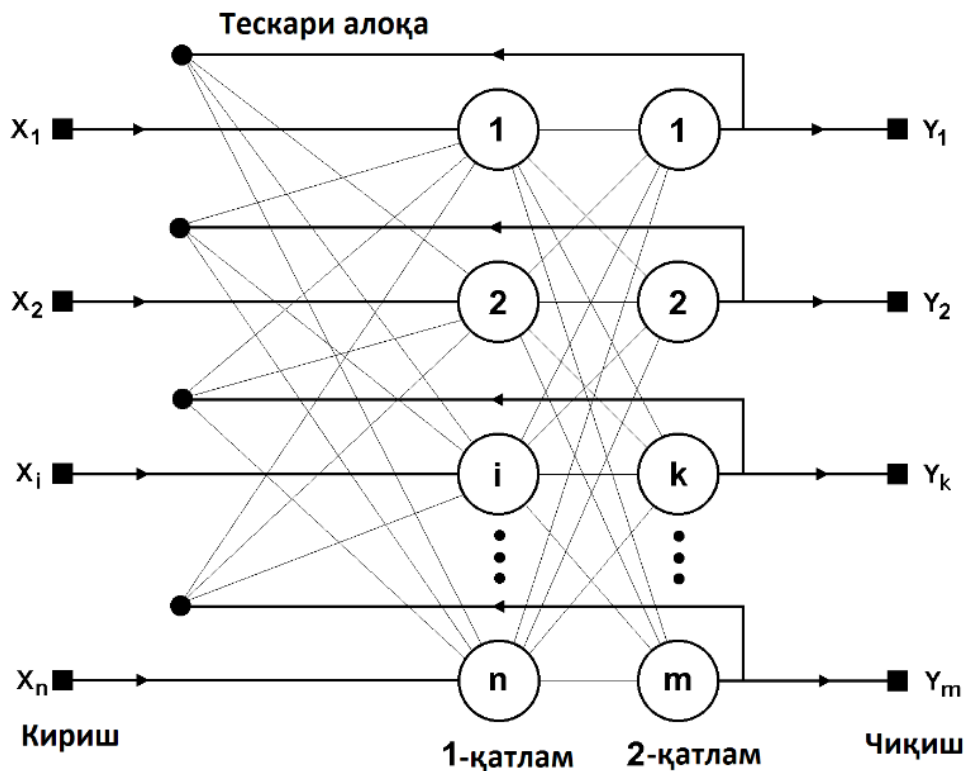 Тескари алоқа
X1 1 1 Y1
X2 2 2 Y2
Xi i k Yk
Xn n m Ym
Кириш 1-қатлам 2-қатлам Чиқиш